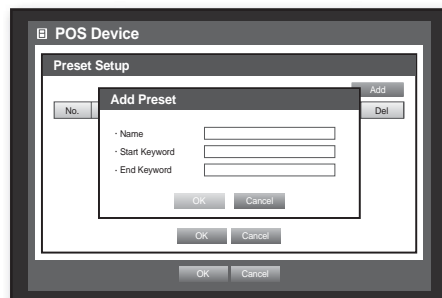 POS Device
Preset Setup
Add
No.
Del
Add Preset
· Name
· Start Keyword
· End Keyword
OK Cancel
OK Cancel
OK Cancel